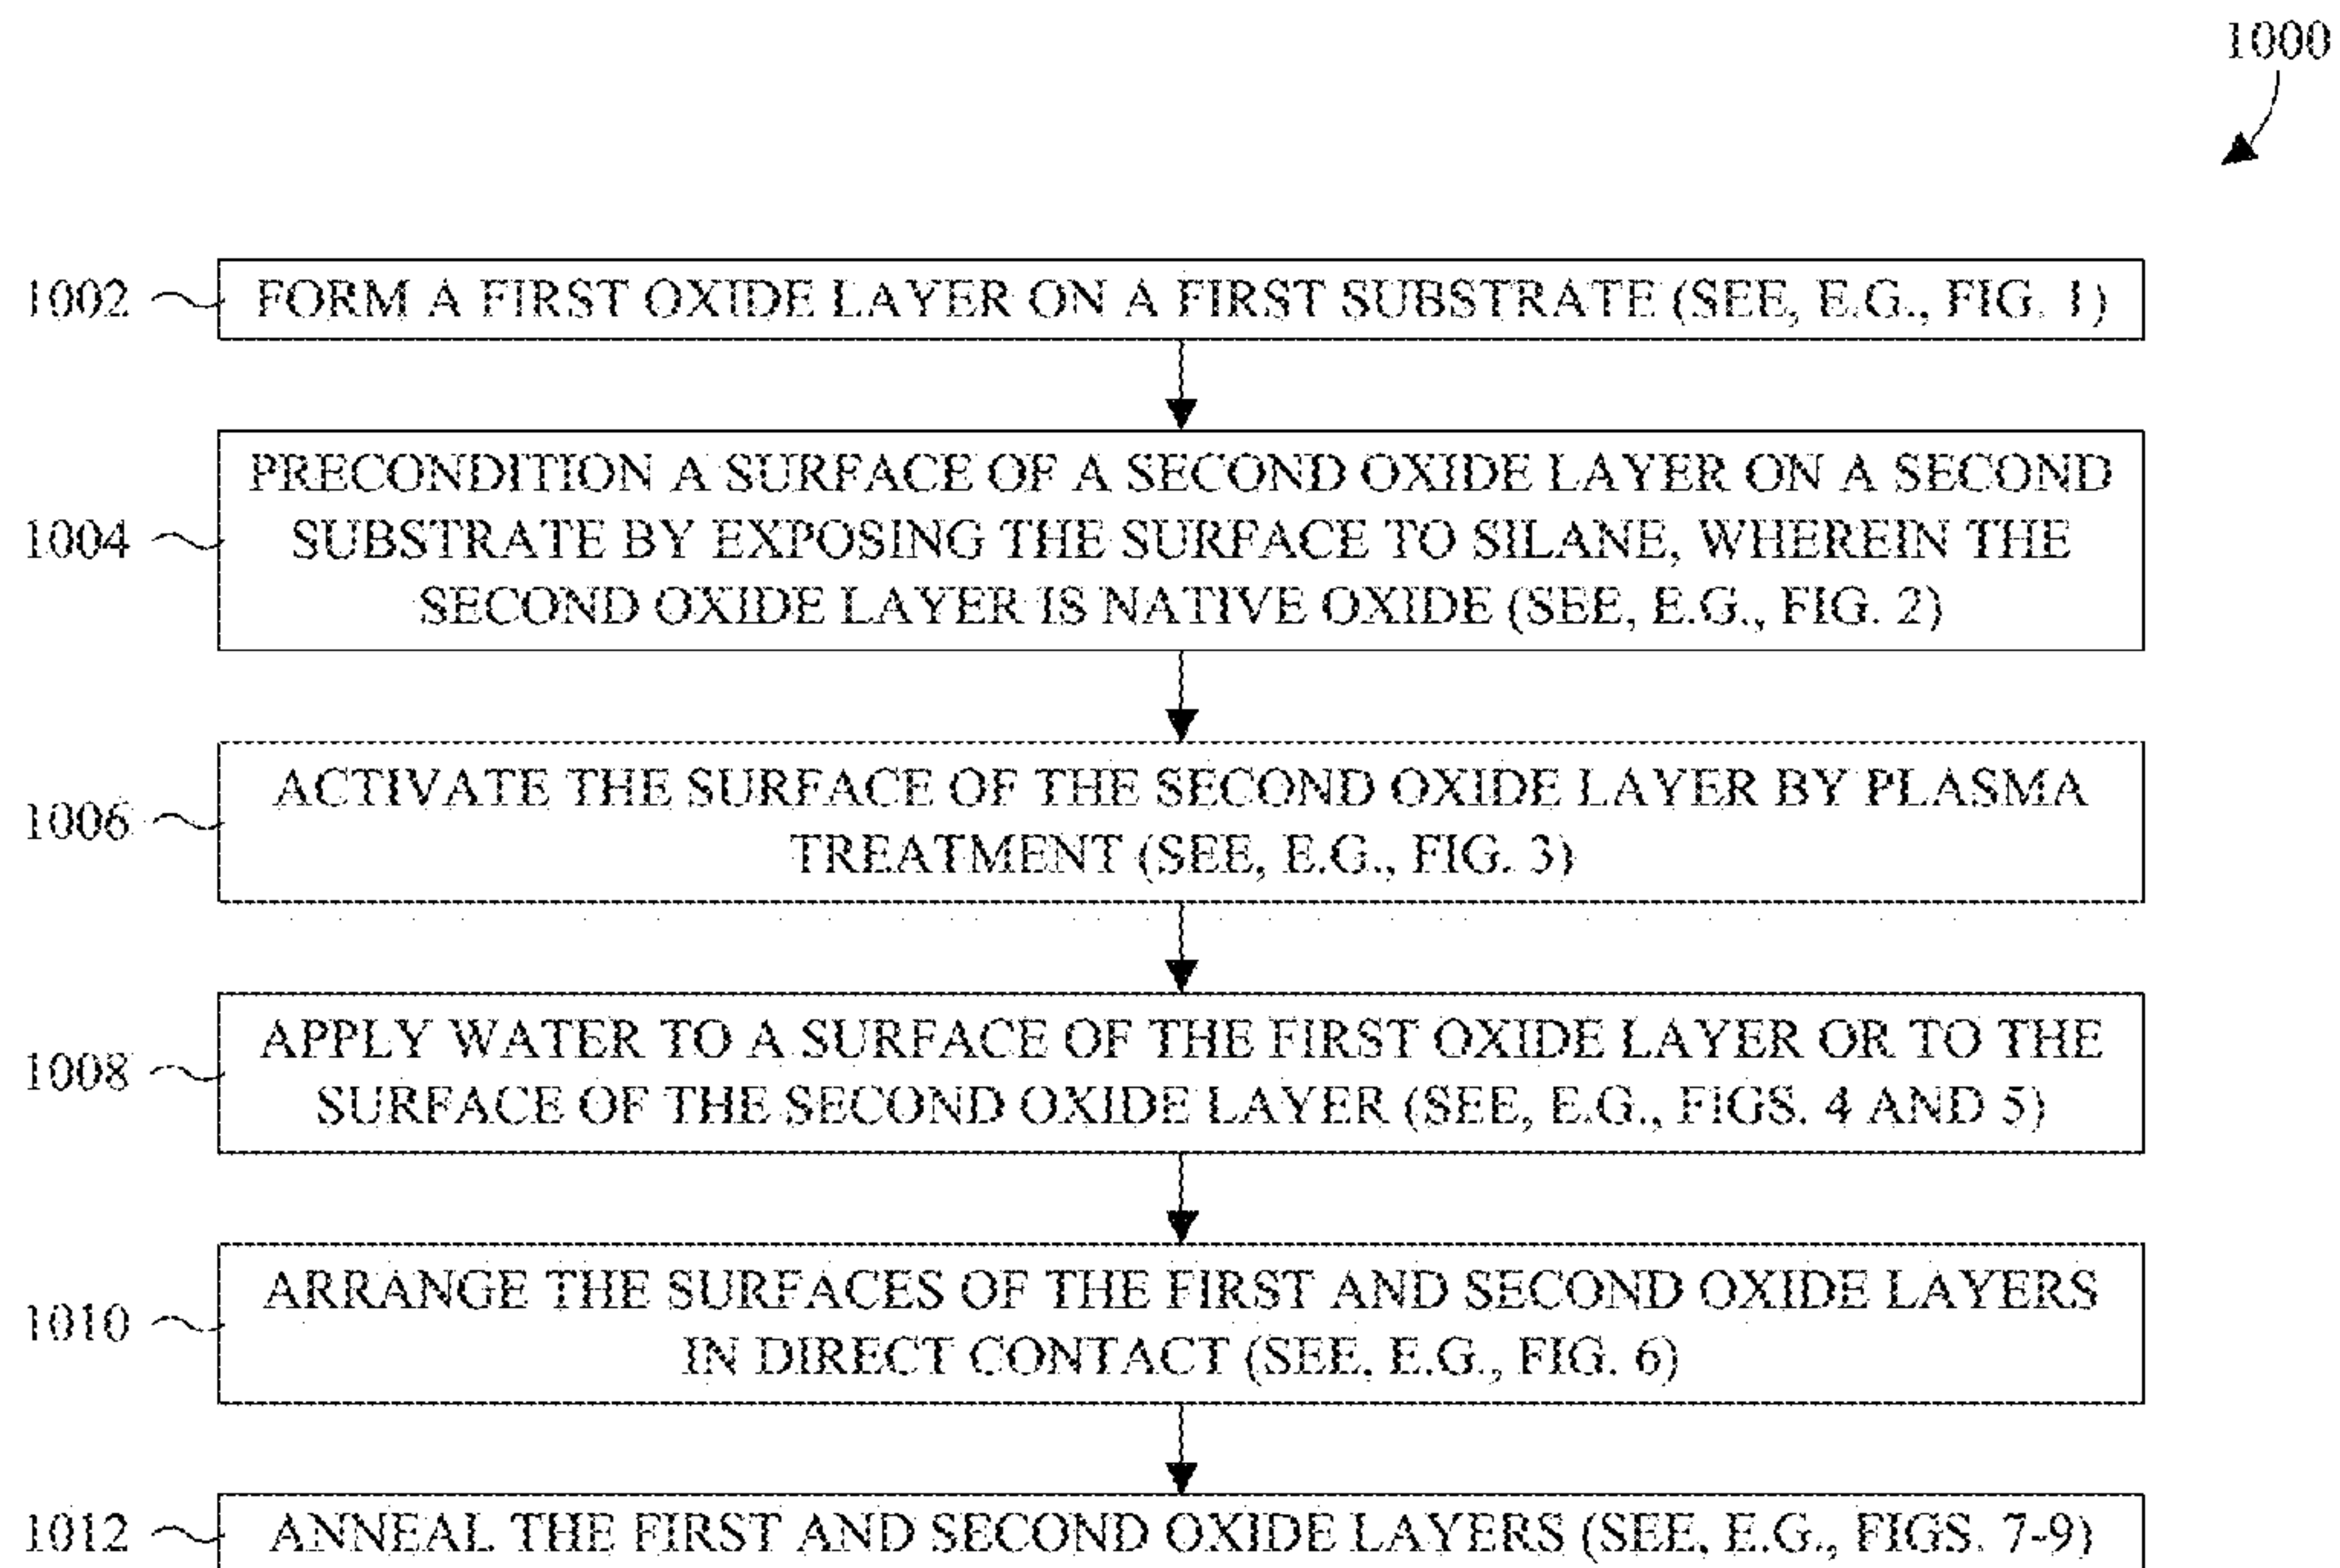 1000
1002 FORM A FIRST OXIDE LAYER ON A FIRST SUBSTRATE (SEE, E.G., FIG. 1)
PRECONDITION A SURFACE OF A SECOND OXIDE LAYER ON A SECOND
1004 SUBSTRATE BY EXPOSING THE SURFACE TO SILANE, WHEREIN THE
SECOND OXIDE LAYER IS NATIVE OXIDE (SEE, E.G., FIG. 2)
1006 ACTIVATE THE SURFACE OF THE SECOND OXIDE LAYER BY PLASMA
TREATMENT (SEE, E.G., FIG. 3)
1008 APPLY WATER TO A SURFACE OF THE FIRST OXIDE LAYER OR TO THE
SURFACE OF THE SECOND OXIDE LAYER (SEE, E.G., FIGS. 4 AND 5)
1010 ARRANGE THE SURFACES OF THE FIRST AND SECOND OXIDE LAYERS
IN DIRECT CONTACT (SEE, E.G., FIG. 6)
1012 ANNEAL THE FIRST AND SECOND OXIDE LAYERS (SEE, E.G., FIGS. 7-9)